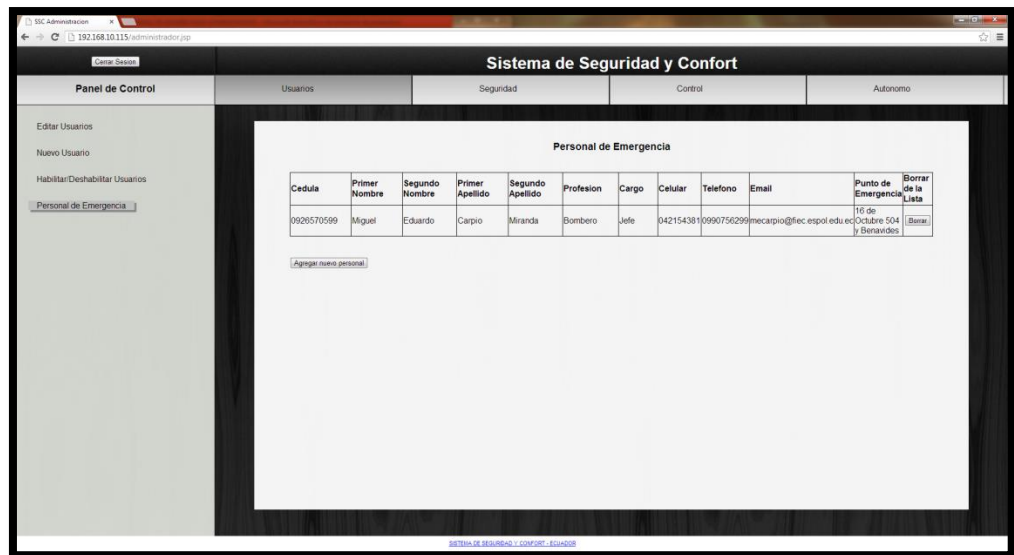 SSC Administracion
192.168.10.115/administrador.jsp
Cerrar Sesion
Sistema de Seguridad y Confort
Panel de Control
Usuarios
Seguridad
Control
Autonomo
Editar Usuarios
Nuevo Usuario
Habilitar/Deshabilitar Usuarios
Personal de Emergencia
Personal de Emergencia
Cedula
Primer
Nombre
Segundo
Nombre
Primer
Apellido
Segundo
Apellido
Profesion
Cargo
Celular
Telefono
Email
Punto de
Emergencia
Borrar
de la
Lista
0926570599
Miguel
Eduardo
Carpio
Miranda
Bombero
Jefe
042154381
0990756299
mecarpio@fiec.espol.edu.ec
16 de
Octubre 504
y Benavides
Borrar
Agregar nuevo personal
SISTEMA DE SEGURIDAD Y CONFORT - ECUADOR